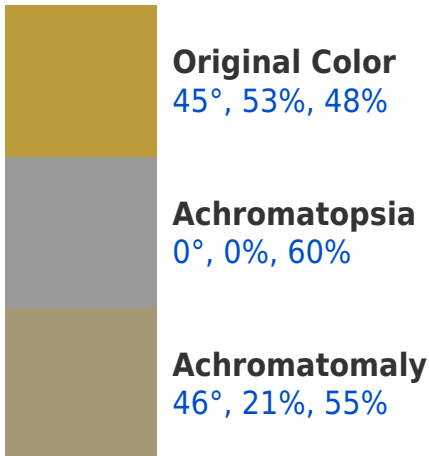 Original Color
45°, 53%, 48%
Achromatopsia
0°, 0%, 60%
Achromatomaly
46°, 21%, 55%